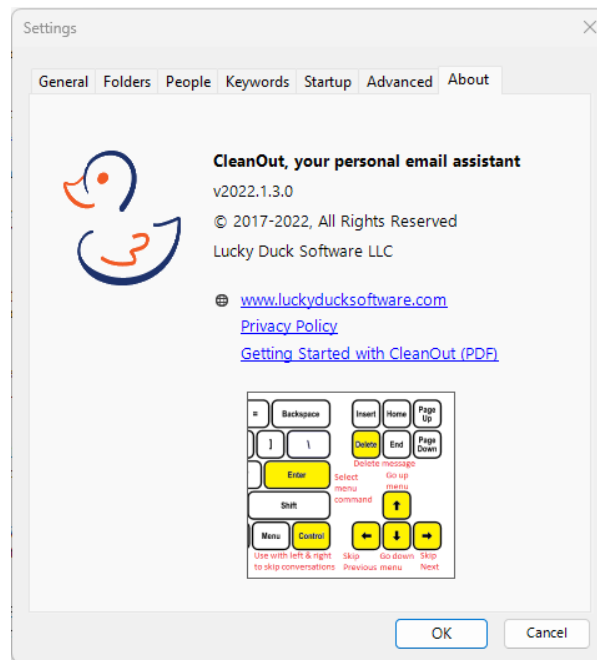 Settings
General Folders People Keywords Startup Advanced About
CleanOut, your personal email assistant
v2022.1.3.0
© 2017-2022, All Rights Reserved
Lucky Duck Software LLC
www.luckyducksoftware.com
Privacy Policy
Getting Started with CleanOut (PDF)
= Backspace Insert Home Page Up
] \ Delete End Page Down
Delete message
Enter Select menu command Go up menu
Shift
Menu Control
Use with left & right to skip conversations
Skip Previous
Go down menu
Skip Next
OK Cancel